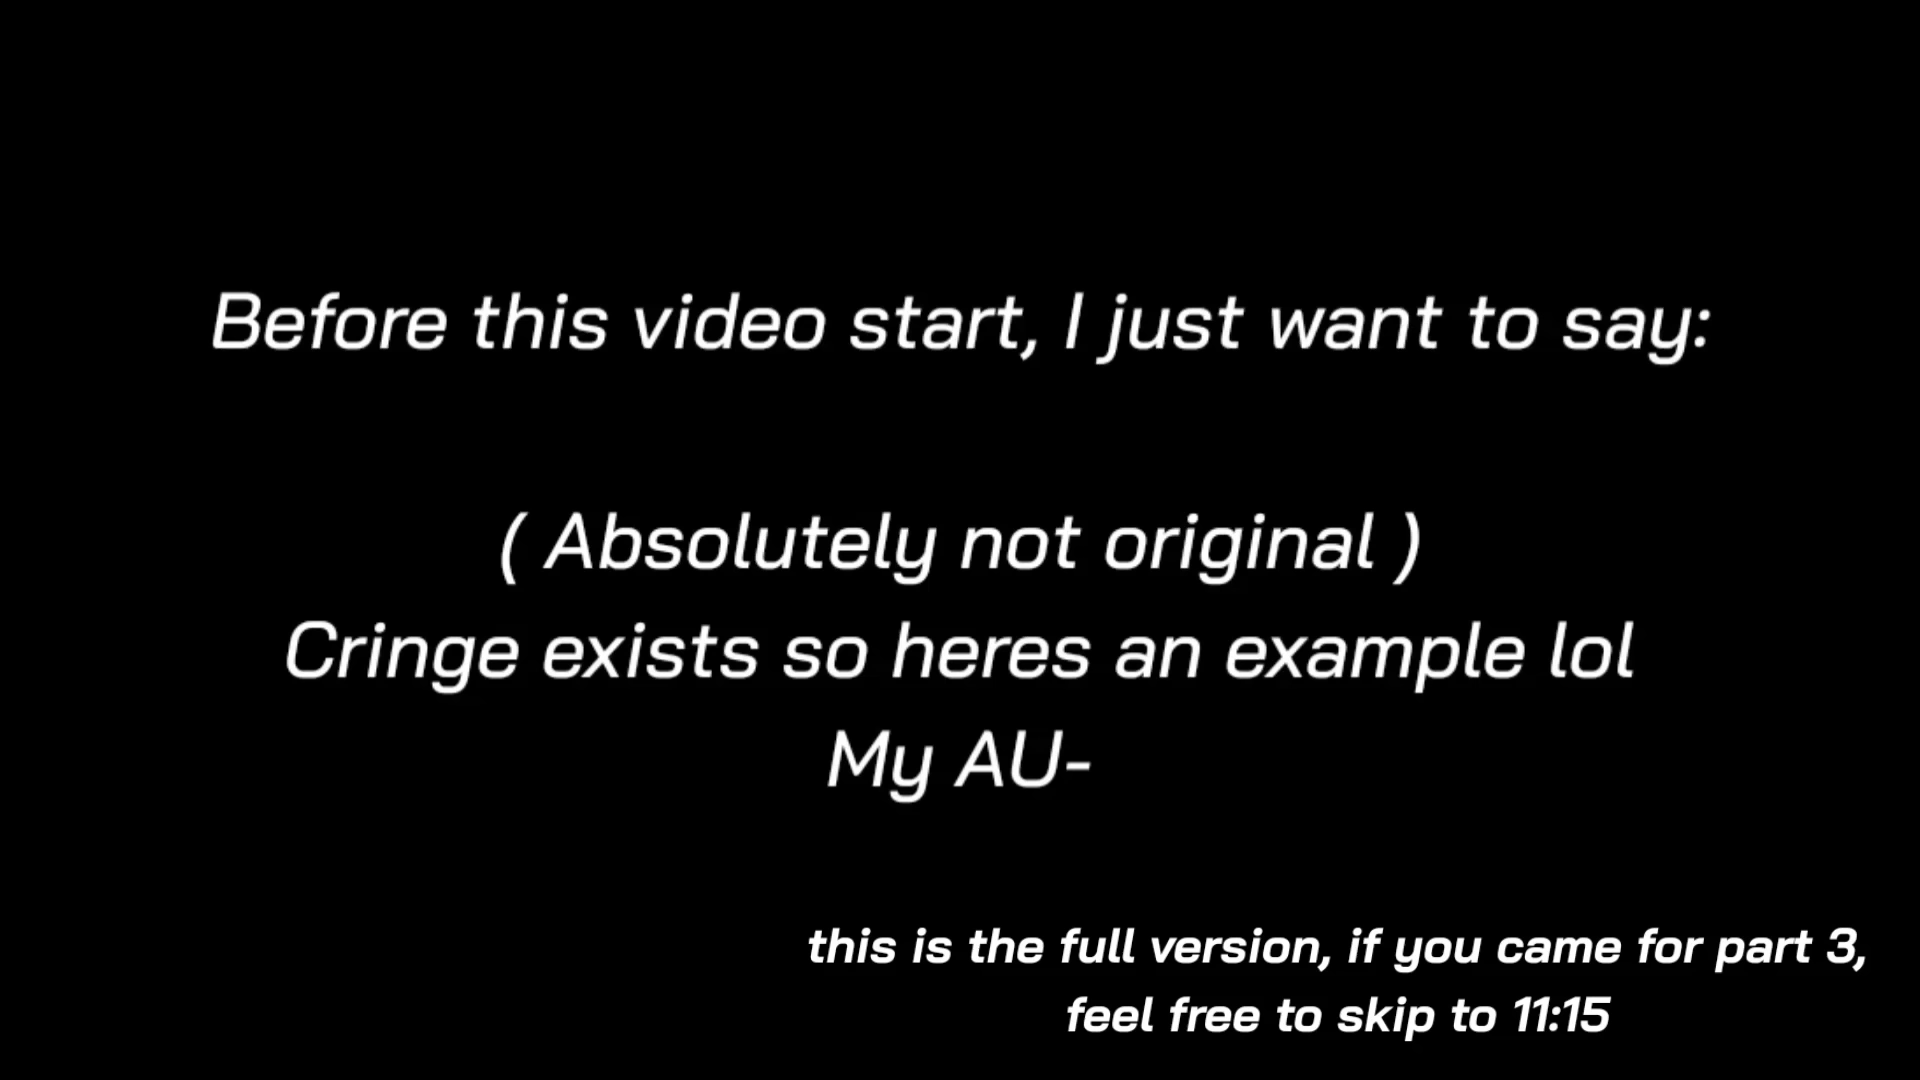 Before this video start, I just want to say:
( Absolutely not original )
Cringe exists so heres an example lol
My AU-
this is the full version, if you came for part 3,
feel free to skip to 11:15